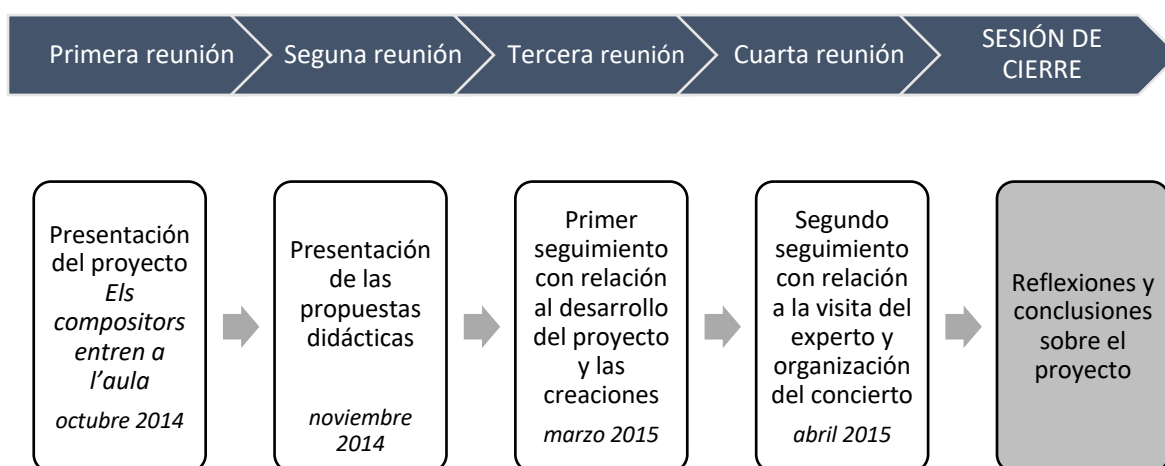 Primera reunión
Seguna reunión
Tercera reunión
Cuarta reunión
SESIÓN DE
CIERRE
Presentación
del proyecto
Els
compositors
entren a
l’aula
octubre 2014
Presentación
de las
propuestas
didácticas
noviembre
2014
Primer
seguimiento
con relación
al desarrollo
del proyecto
y las
creaciones
marzo 2015
Segundo
seguimiento
con relación
a la visita del
experto y
organización
del concierto
abril 2015
Reflexiones y
conclusiones
sobre el
proyecto